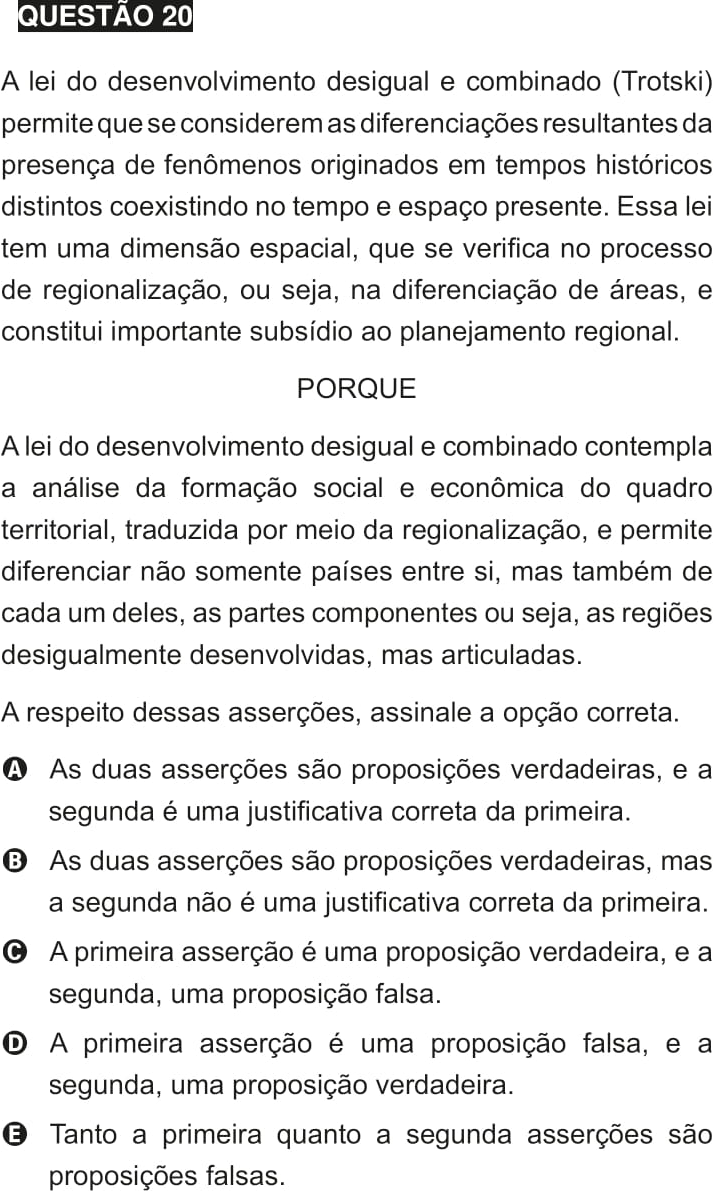 QUESTÃO 20
A lei do desenvolvimento desigual e combinado (Trotski)
permite que se considerem as diferenciações resultantes da
presença de fenômenos originados em tempos históricos
distintos coexistindo no tempo e espaço presente. Essa lei
tem uma dimensão espacial, que se verifica no processo
de regionalização, ou seja, na diferenciação de áreas, e
constitui importante subsídio ao planejamento regional.
PORQUE
A lei do desenvolvimento desigual e combinado contempla
a análise da formação social e econômica do quadro
territorial, traduzida por meio da regionalização, e permite
diferenciar não somente países entre si, mas também de
cada um deles, as partes componentes ou seja, as regiões
desigualmente desenvolvidas, mas articuladas.
A respeito dessas asserções, assinale a opção correta.
A As duas asserções são proposições verdadeiras, e a
segunda é uma justificativa correta da primeira.
B As duas asserções são proposições verdadeiras, mas
a segunda não é uma justificativa correta da primeira.
C A primeira asserção é uma proposição verdadeira, e a
segunda, uma proposição falsa.
D A primeira asserção é uma proposição falsa, e a
segunda, uma proposição verdadeira.
E Tanto a primeira quanto a segunda asserções são
proposições falsas.